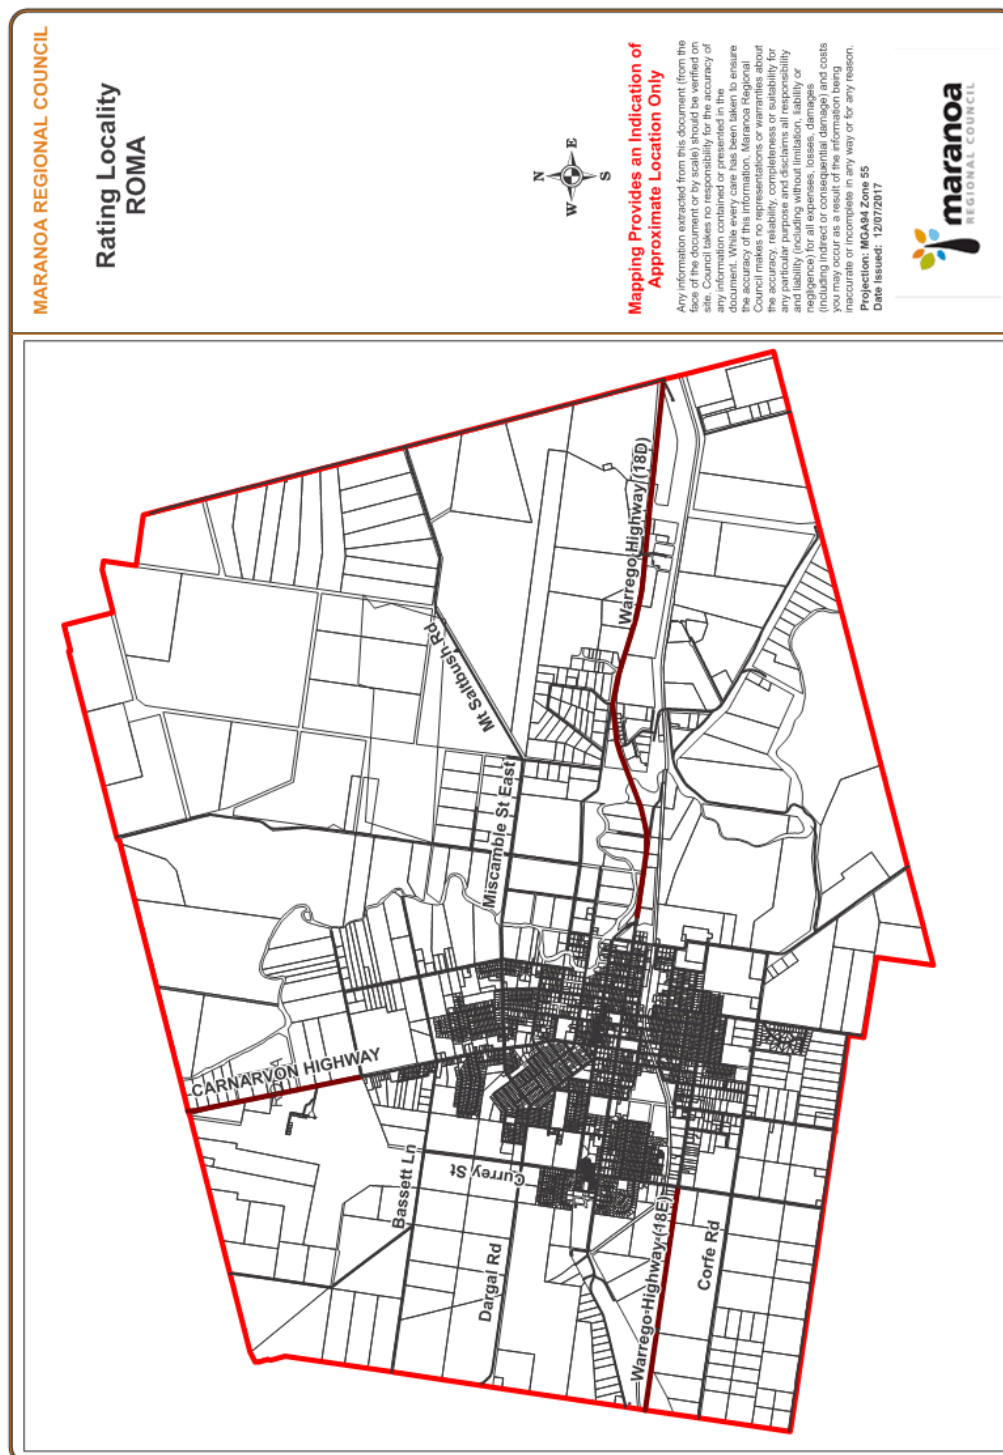 MARANOA REGIONAL COUNCIL
Rating Locality
ROMA
N
W
E
S
Mapping Provides an Indication of
Approximate Location Only
Any information extracted from this document (from the
face of the document or by scale) should be verified on
site. Council takes no responsibility for the accuracy of
any information contained or presented in the
document. While every care has been taken to ensure
the accuracy of this information, Maranoa Regional
Council makes no representations or warranties about
the accuracy, reliability, completeness or suitability for
any particular purpose and disclaims all responsibility
and liability (including without limitation, liability or
negligence) for all expenses, losses, damages
(including indirect or consequential damage) and costs
you may occur as a result of the information being
inaccurate or incomplete in any way or for any reason.
Projection: MGA94 Zone 55
Date Issued: 12/07/2017
maranoa
REGIONAL COUNCIL
CARNARVON HIGHWAY
Bassett Ln
Currey St
Dargal Rd
Miscamble St East
Mt Saltbush Rd
Warrego Highway (18D)
Warrego Highway (18E)
Corfe Rd